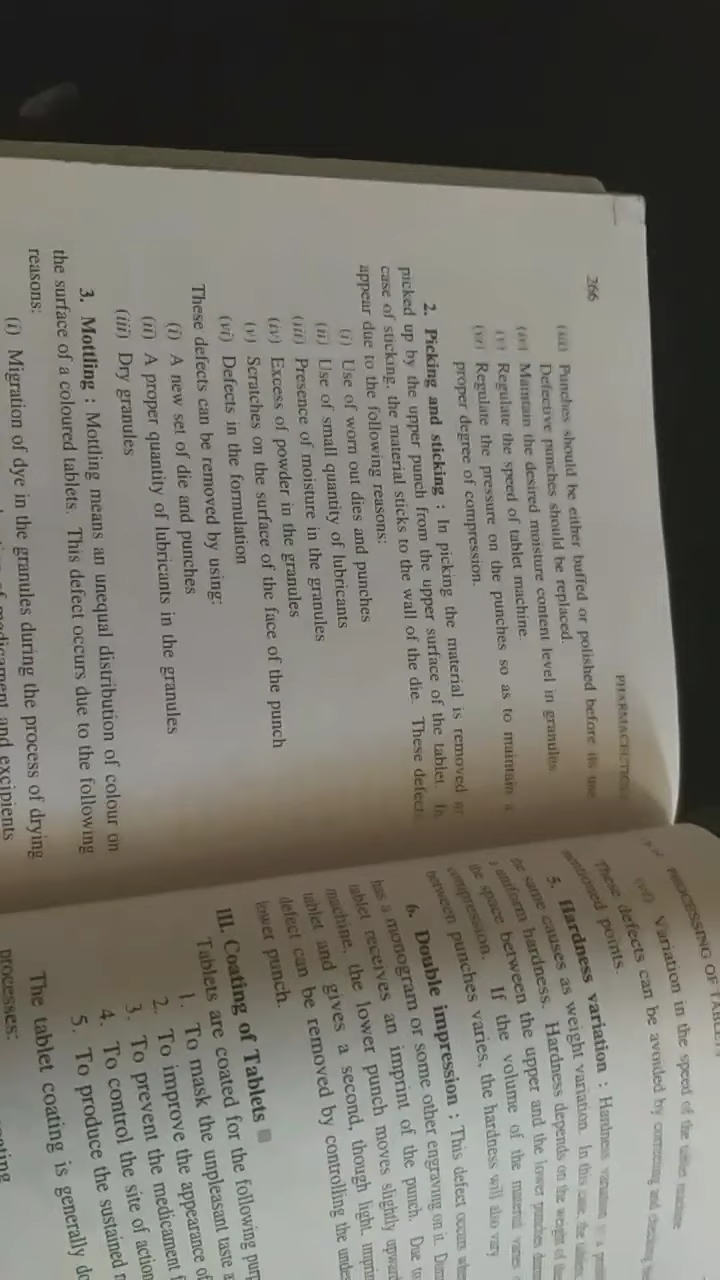 266
(iii) Punches should be either buffed or polished before its use
Defective punches should be replaced.
(iv) Maintain the desired moisture content level in granules
(v) Regulate the speed of tablet machine.
(vi) Regulate the pressure on the punches so as to maintain a
proper degree of compression.
2. Picking and sticking : In picking the material is removed or
picked up by the upper punch from the upper surface of the tablet. In
case of sticking, the material sticks to the wall of the die. These defects
appear due to the following reasons:
(i) Use of worn out dies and punches
(ii) Use of small quantity of lubricants
(iii) Presence of moisture in the granules
(iv) Excess of powder in the granules
(v) Scratches on the surface of the face of the punch
(vi) Defects in the formulation
These defects can be removed by using:
(i) A new set of die and punches
(ii) A proper quantity of lubricants in the granules
(iii) Dry granules
3. Mottling : Mottling means an unequal distribution of colour on
the surface of a coloured tablets. This defect occurs due to the following
reasons:
(i) Migration of dye in the granules during the process of drying
of medicament and excipients
PROCESSING OF
Variation in the speed of the tablet machine
These defects can be avoided by correcting and checking
mentioned points.
5. Hardness variation : Hardness variation is a
same causes as weight variation. In this case, the
uniform hardness. Hardness depends on the weight of the
the space between the upper and the lower punches
compression. If the volume of the material varies
between punches varies, the hardness will also vary
6. Double impression : This defect occurs
has a monogram or some other engraving on it.
tablet receives an imprint of the punch. Due to
machine, the lower punch moves slightly
tablet and gives a second, though light,
defect can be removed by controlling the
lower punch.
III. Coating of Tablets
Tablets are coated for the following
1. To mask the unpleasant taste
2. To improve the appearance of
3. To prevent the medicament
4. To control the site of action
5. To produce the sustained
The tablet coating is generally
processes: